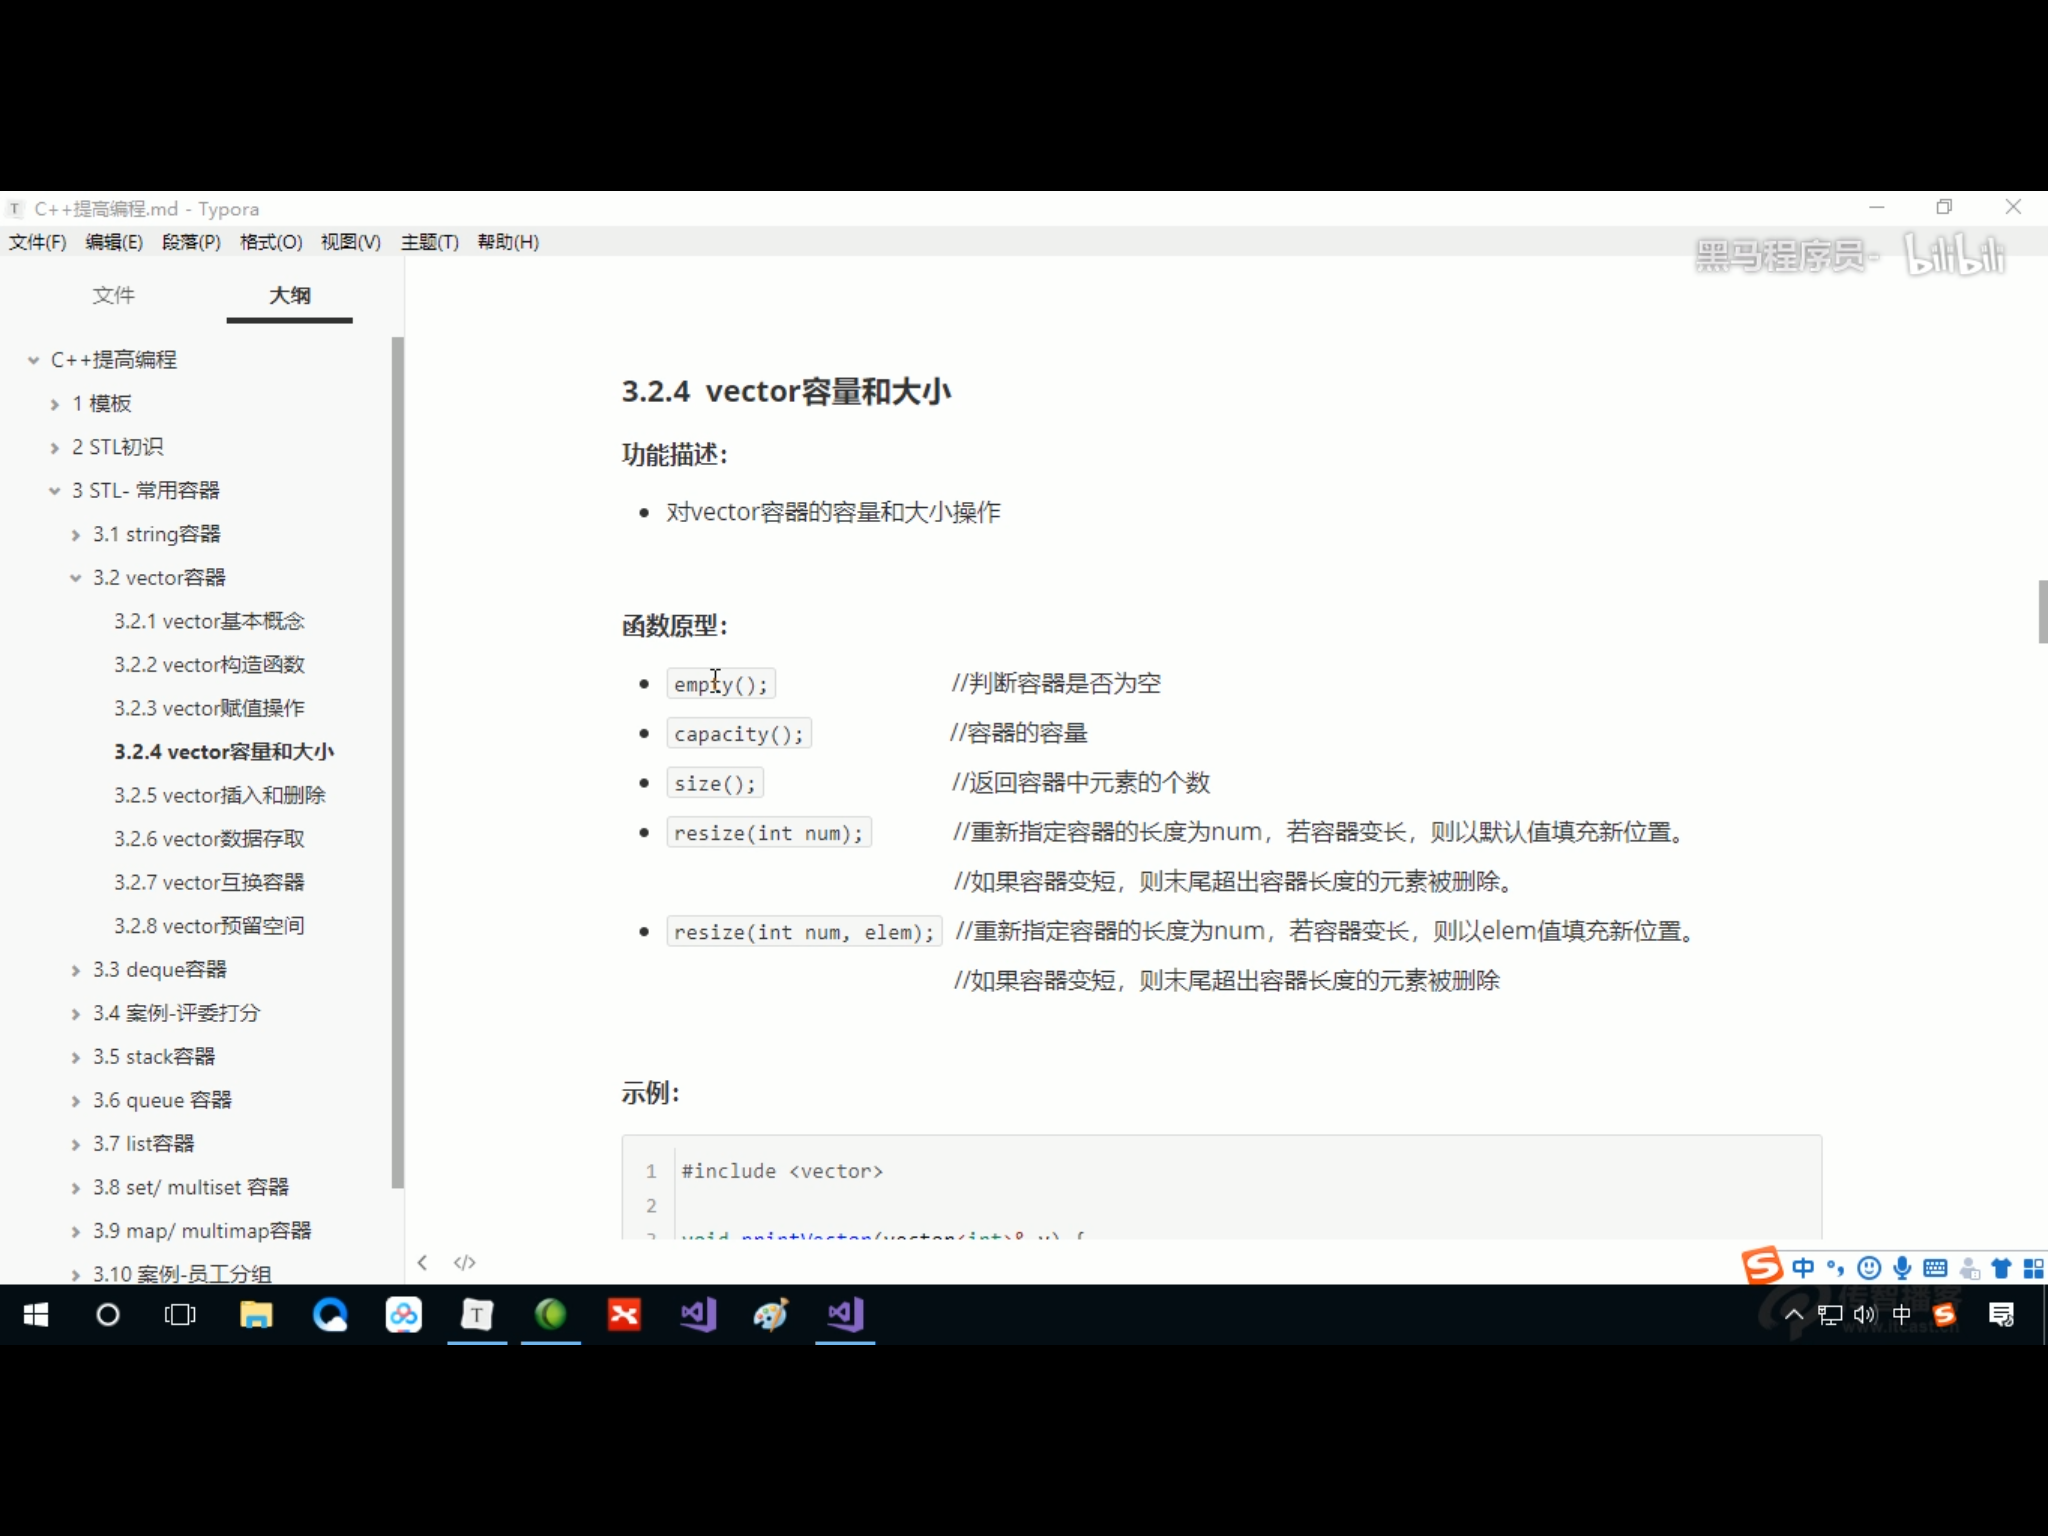 C++提高编程.md - Typora
文件(F) 编辑(E) 段落(P) 格式(O) 视图(V) 主题(T) 帮助(H)
黑马程序员- bilibili
文件 大纲
C++提高编程
1 模板
2 STL初识
3 STL- 常用容器
3.1 string容器
3.2 vector容器
3.2.1 vector基本概念
3.2.2 vector构造函数
3.2.3 vector赋值操作
3.2.4 vector容量和大小
3.2.5 vector插入和删除
3.2.6 vector数据存取
3.2.7 vector互换容器
3.2.8 vector预留空间
3.3 deque容器
3.4 案例-评委打分
3.5 stack容器
3.6 queue 容器
3.7 list容器
3.8 set/ multiset 容器
3.9 map/ multimap容器
3.10 案例-员工分组
3.2.4 vector容量和大小
功能描述：
对vector容器的容量和大小操作
函数原型：
empty(); //判断容器是否为空
capacity(); //容器的容量
size(); //返回容器中元素的个数
resize(int num); //重新指定容器的长度为num，若容器变长，则以默认值填充新位置。
//如果容器变短，则末尾超出容器长度的元素被删除。
resize(int num, elem); //重新指定容器的长度为num，若容器变长，则以elem值填充新位置。
//如果容器变短，则末尾超出容器长度的元素被删除
示例：
1 #include <vector>
2
3 void printVector(vector<int>& v) {
中
传智播客
www.itcast.cn
中